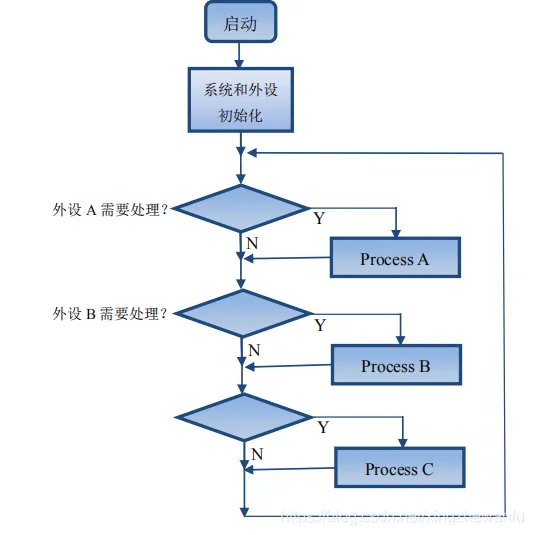 启动
系统和外设
初始化
外设 A 需要处理?
Y
N
Process A
外设 B 需要处理?
Y
N
Process B
Y
N
Process C
https://blog.csdn.net/xingzhewanfu